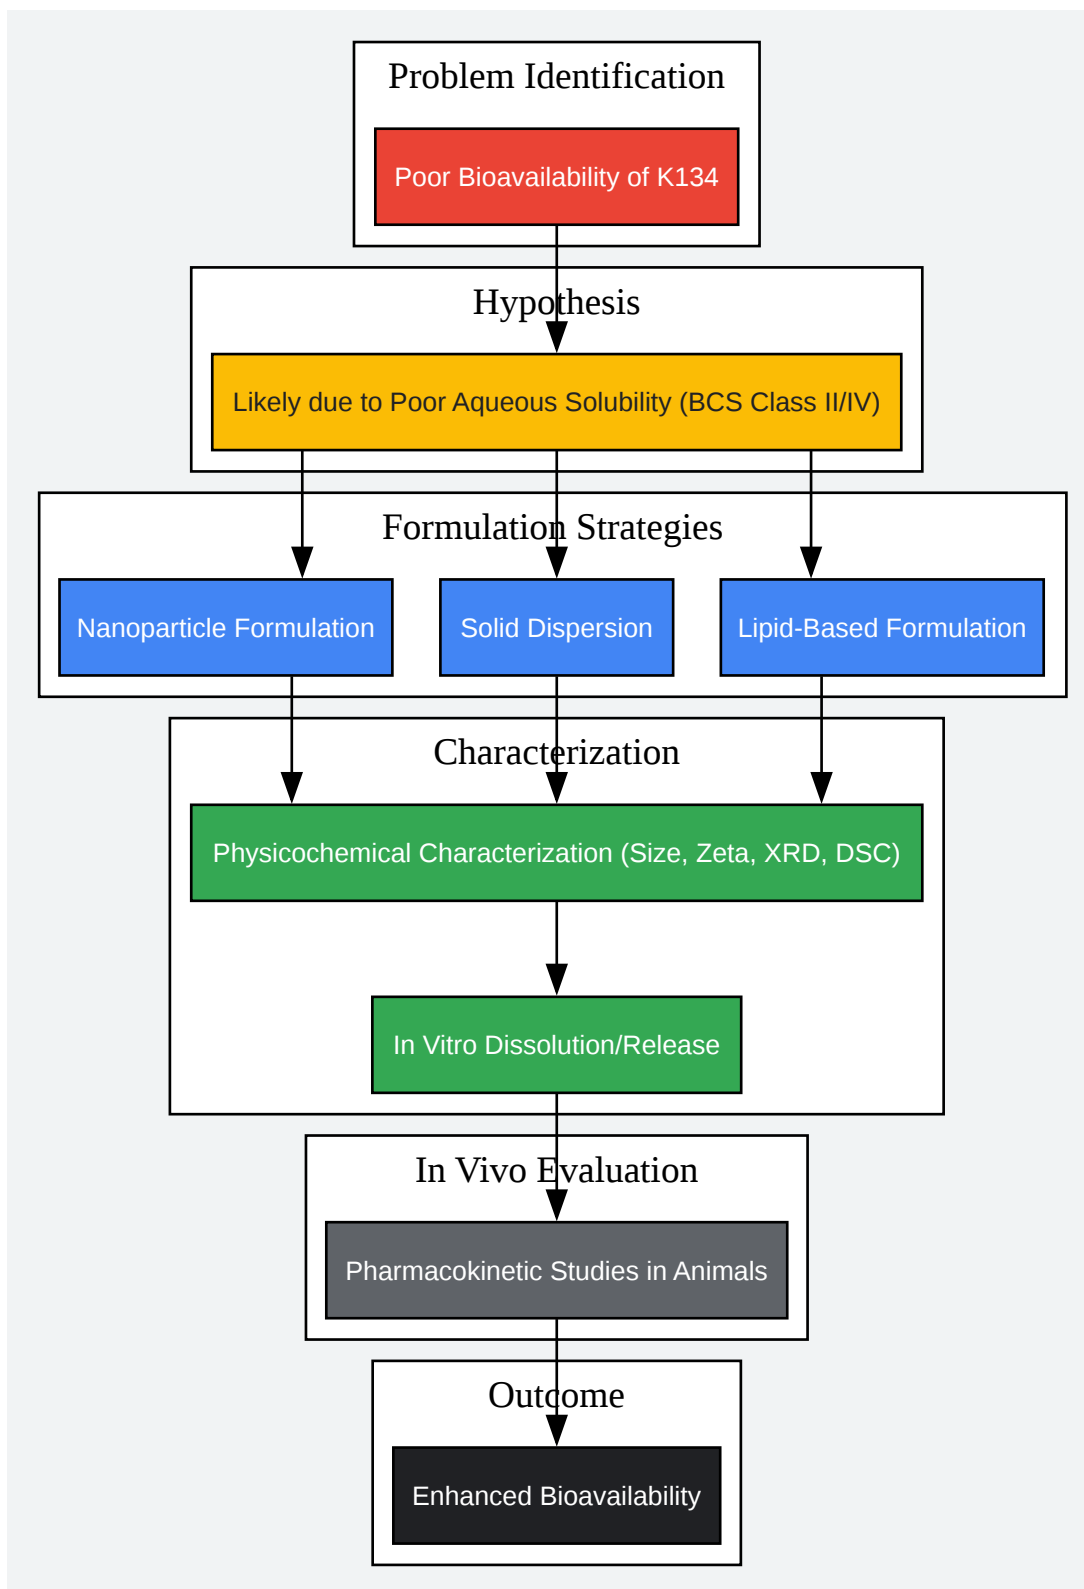 Problem Identification
Poor Bioavailability of K134
Hypothesis
Likely due to Poor Aqueous Solubility (BCS Class II/IV)
Formulation Strategies
Nanoparticle Formulation
Solid Dispersion
Lipid-Based Formulation
Characterization
Physicochemical Characterization (Size, Zeta, XRD, DSC)
In Vitro Dissolution/Release
In Vivo Evaluation
Pharmacokinetic Studies in Animals
Outcome
Enhanced Bioavailability